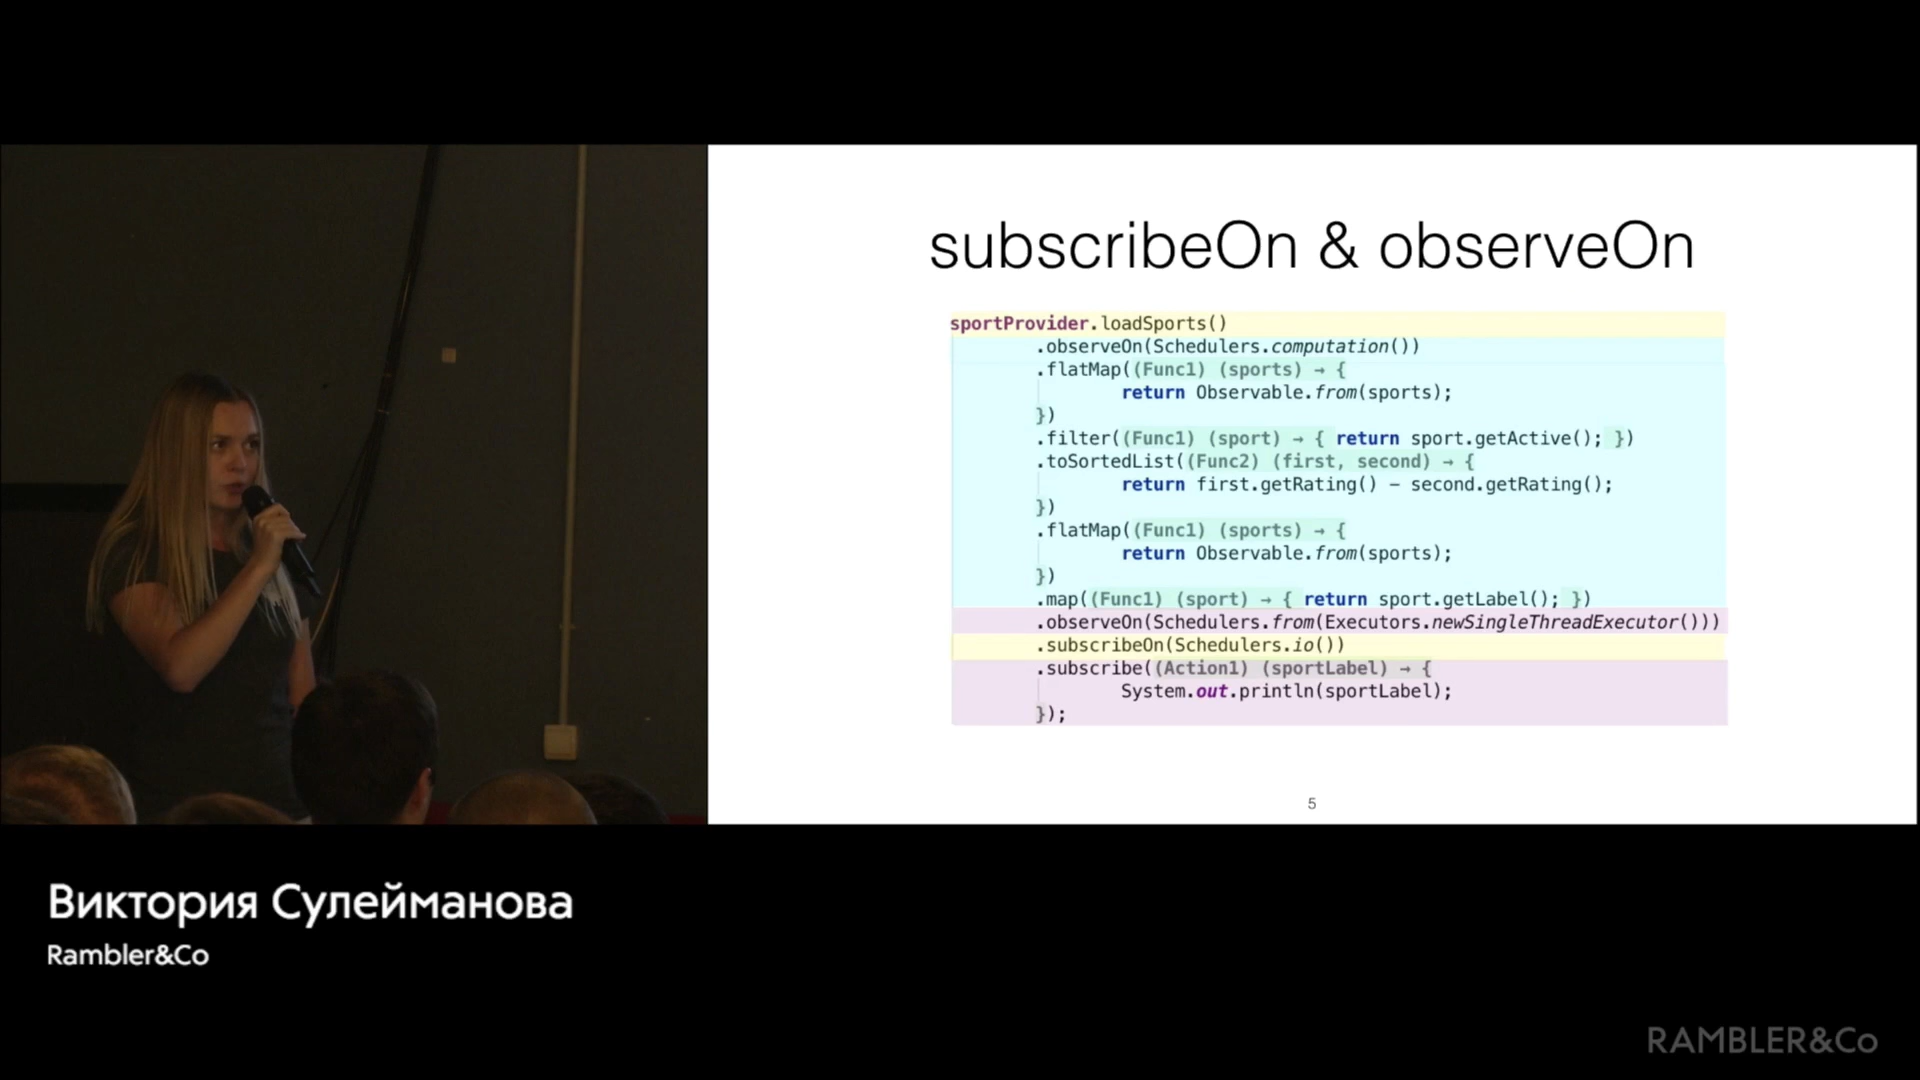 subscribeOn & observeOn
sportProvider.loadSports()
.observeOn(Schedulers.computation())
.flatMap((Func1) (sports) → {
return Observable.from(sports);
})
.filter((Func1) (sport) → { return sport.getActive(); })
.toSortedList((Func2) (first, second) → {
return first.getRating() – second.getRating();
})
.flatMap((Func1) (sports) → {
return Observable.from(sports);
})
.map((Func1) (sport) → { return sport.getLabel(); })
.observeOn(Schedulers.from(Executors.newSingleThreadExecutor()))
.subscribeOn(Schedulers.io())
.subscribe((Action1) (sportLabel) → {
System.out.println(sportLabel);
});
5
Виктория Сулейманова
Rambler&Co
RAMBLER&Co